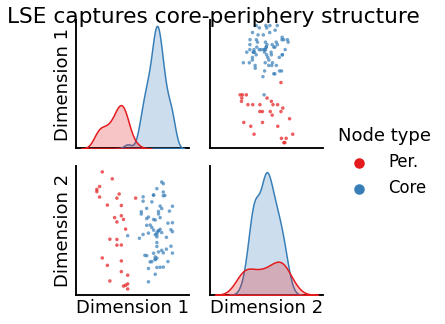 LSE captures core-periphery structure
Dimension 1
Node type
Per.
Core
Dimension 2
Dimension 1
Dimension 2